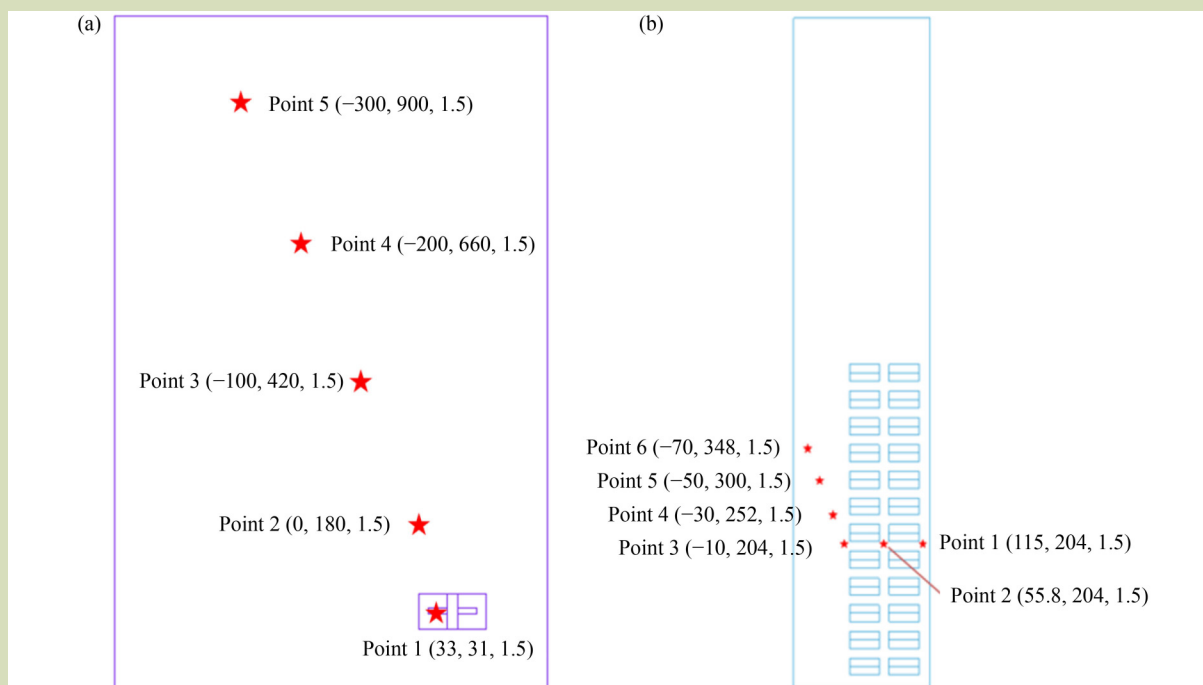 (a)
Point 5 (−300, 900, 1.5)
Point 4 (−200, 660, 1.5)
Point 3 (−100, 420, 1.5)
Point 2 (0, 180, 1.5)
Point 1 (33, 31, 1.5)
(b)
Point 6 (−70, 348, 1.5)
Point 5 (−50, 300, 1.5)
Point 4 (−30, 252, 1.5)
Point 3 (−10, 204, 1.5)
Point 1 (115, 204, 1.5)
Point 2 (55.8, 204, 1.5)